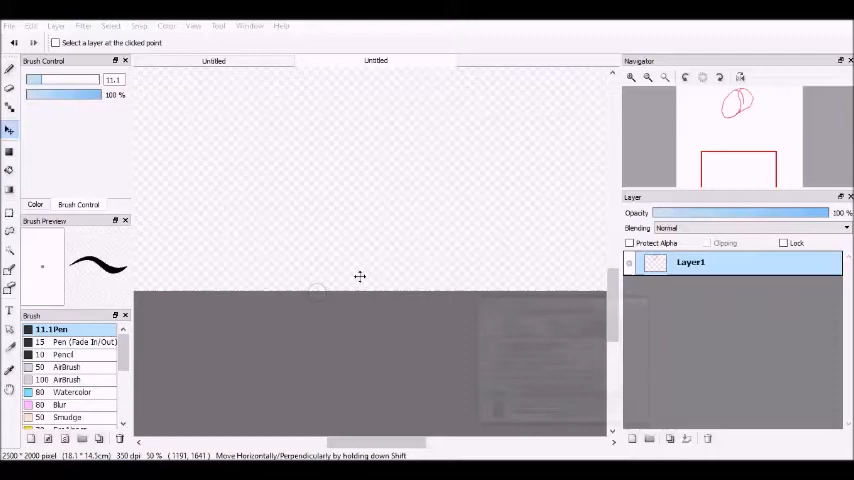 File Edit Layer Filter Select Snap Color View Tool Window Help
Select a layer at the clicked point
Brush Control
Untitled
Untitled
Navigator
11.1
100 %
Color Brush Control
Layer
Opacity 100 %
Blending Normal
Protect Alpha Clipping Lock
Brush Preview
Layer1
Brush
11.1 Pen
15 Pen (Fade In/Out)
10 Pencil
50 AirBrush
100 AirBrush
80 Watercolor
80 Blur
50 Smudge
2500 * 2000 pixel (18.1 * 14.5cm) 350 dpi 50 % (1191, 1641) Move Horizontally/Perpendicularly by holding down Shift